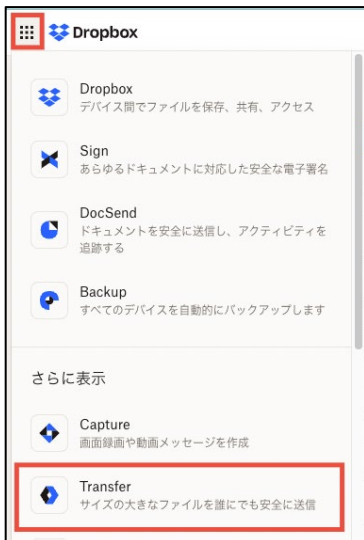 Dropbox
Dropbox
デバイス間でファイルを保存、共有、アクセス
Sign
あらゆるドキュメントに対応した安全な電子署名
DocSend
ドキュメントを安全に送信し、アクティビティを
追跡する
Backup
すべてのデバイスを自動的にバックアップします
さらに表示
Capture
画面録画や動画メッセージを作成
Transfer
サイズの大きなファイルを誰にでも安全に送信